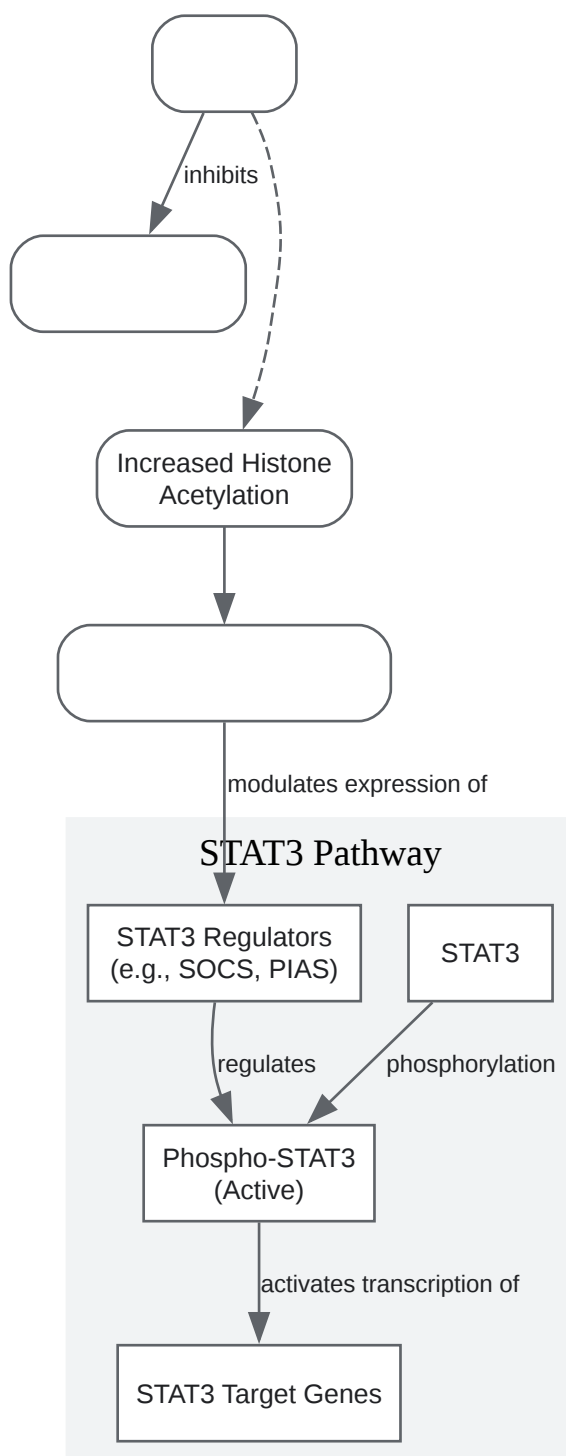 inhibits
Increased Histone
Acetylation
modulates expression of
STAT3 Pathway
STAT3 Regulators
(e.g., SOCS, PIAS)
STAT3
regulates
phosphorylation
Phospho-STAT3
(Active)
activates transcription of
STAT3 Target Genes